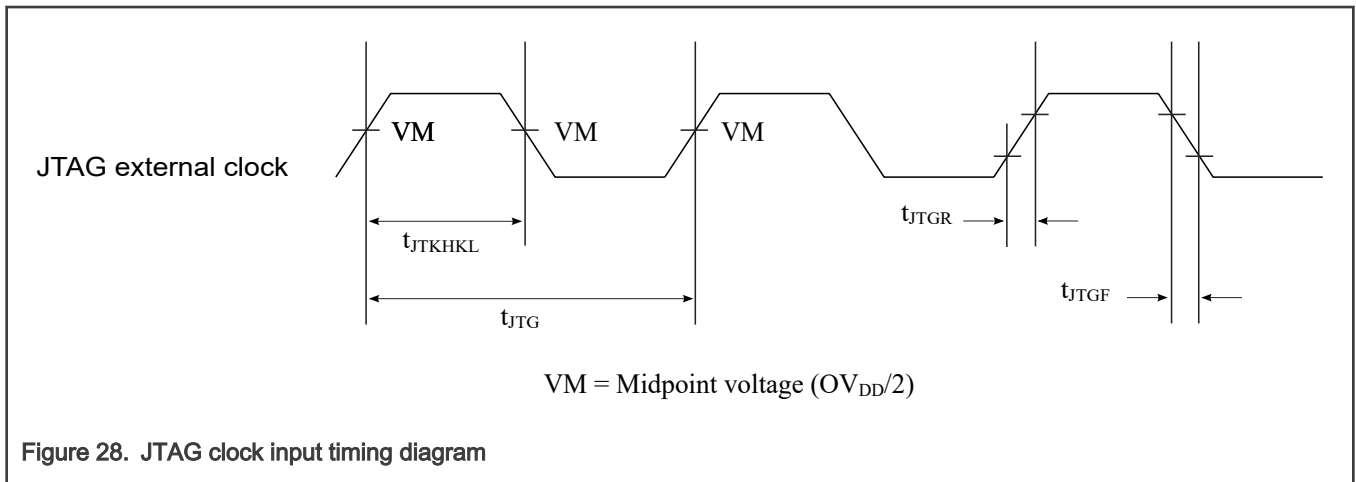 VM VM VM
JTAG external clock
tJTGR
tJTKHKL
tJTGF
tJTG
VM = Midpoint voltage (OVDD/2)
Figure 28. JTAG clock input timing diagram